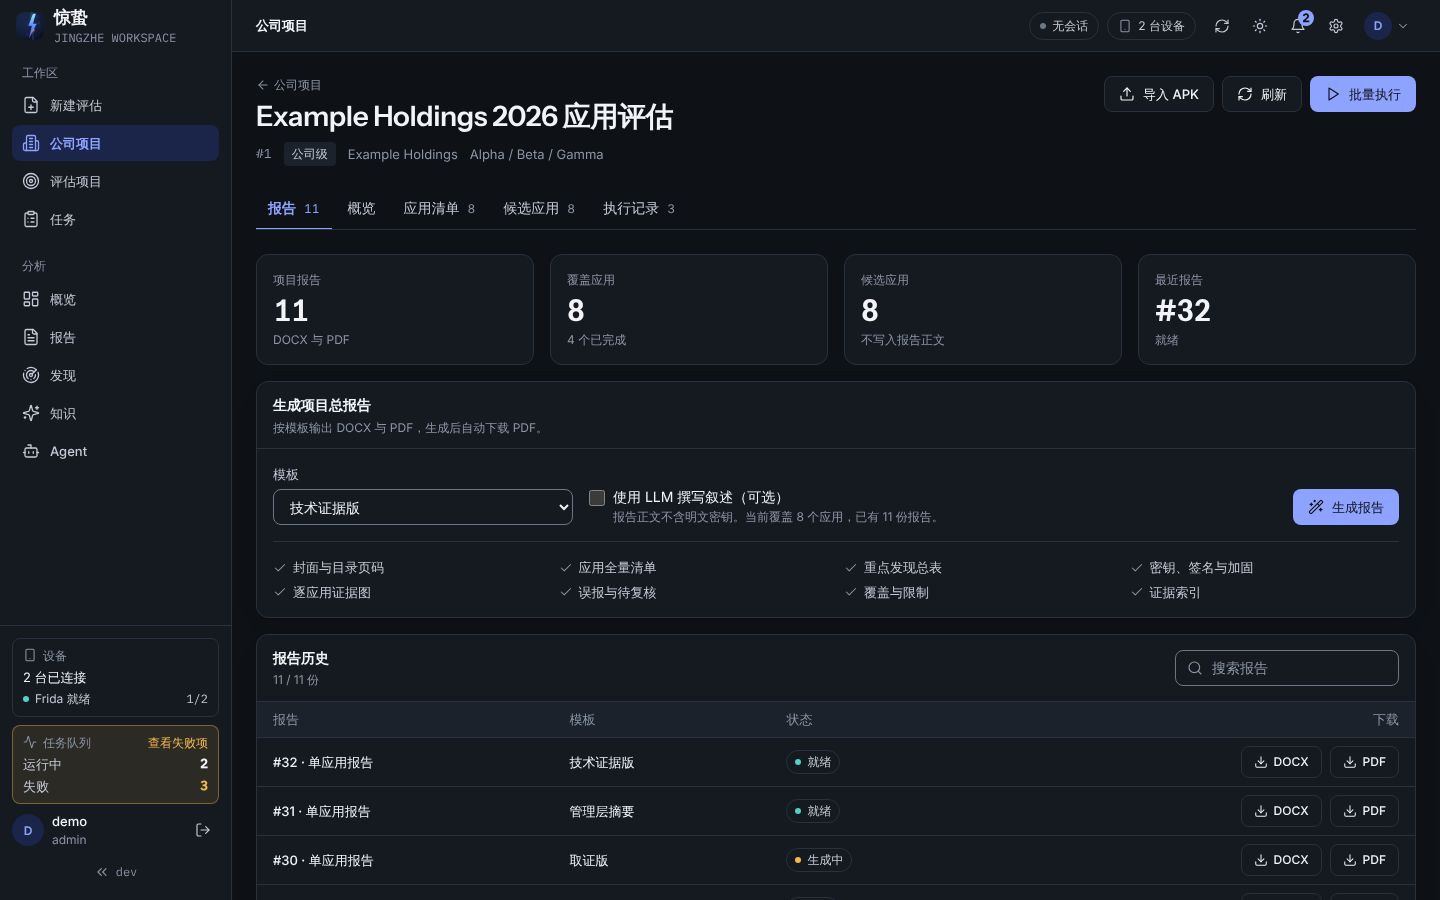 惊蛰
JINGZHE WORKSPACE
工作区
新建评估
公司项目
评估项目
任务
分析
概览
报告
发现
知识
Agent
设备
2 台已连接
Frida 就绪 1/2
任务队列 查看失败项
运行中 2
失败 3
D demo
admin
dev
公司项目
无会话
2 台设备
2
D
公司项目
Example Holdings 2026 应用评估
#1 公司级 Example Holdings Alpha / Beta / Gamma
导入 APK
刷新
批量执行
报告 11 概览 应用清单 8 候选应用 8 执行记录 3
项目报告
11
DOCX 与 PDF
覆盖应用
8
4 个已完成
候选应用
8
不写入报告正文
最近报告
#32
就绪
生成项目总报告
按模板输出 DOCX 与 PDF，生成后自动下载 PDF。
模板
技术证据版
使用 LLM 撰写叙述（可选）
报告正文不含明文密钥。当前覆盖 8 个应用，已有 11 份报告。
生成报告
封面与目录页码 应用全量清单 重点发现总表 密钥、签名与加固
逐应用证据图 误报与待复核 覆盖与限制 证据索引
报告历史
11 / 11 份
搜索报告
报告 模板 状态 下载
#32 · 单应用报告 技术证据版 就绪 DOCX PDF
#31 · 单应用报告 管理层摘要 就绪 DOCX PDF
#30 · 单应用报告 取证版 生成中 DOCX PDF